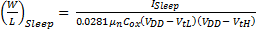 (W/L)_Sleep = I_Sleep / 0.0281 μ_n C_ox (V_DD − V_tL)(V_DD − V_tH)